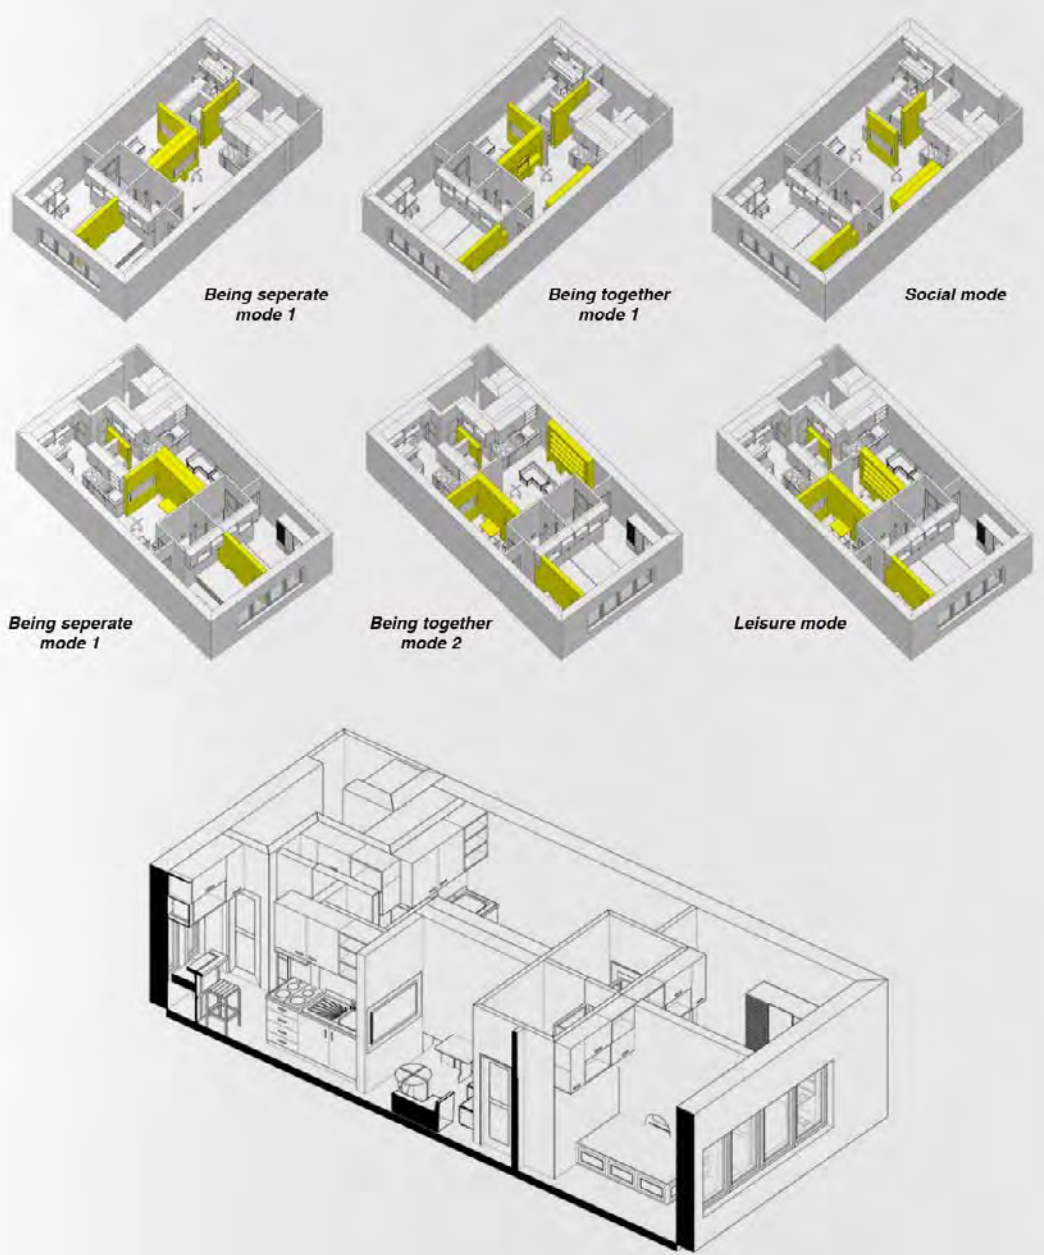 Being seperate
mode 1
Being together
mode 1
Social mode
Being seperate
mode 1
Being together
mode 2
Leisure mode